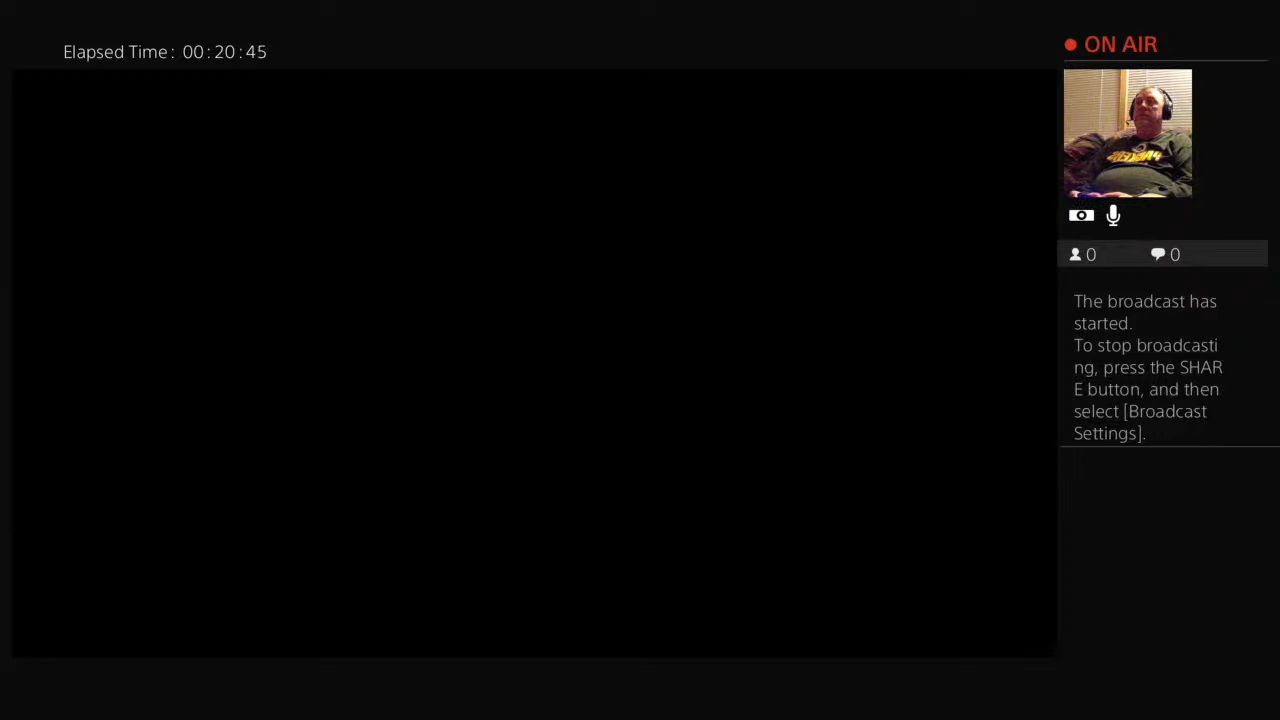 Elapsed Time: 00:20:45
ON AIR
0 0
The broadcast has
started.
To stop broadcasti
ng, press the SHAR
E button, and then
select [Broadcast
Settings].